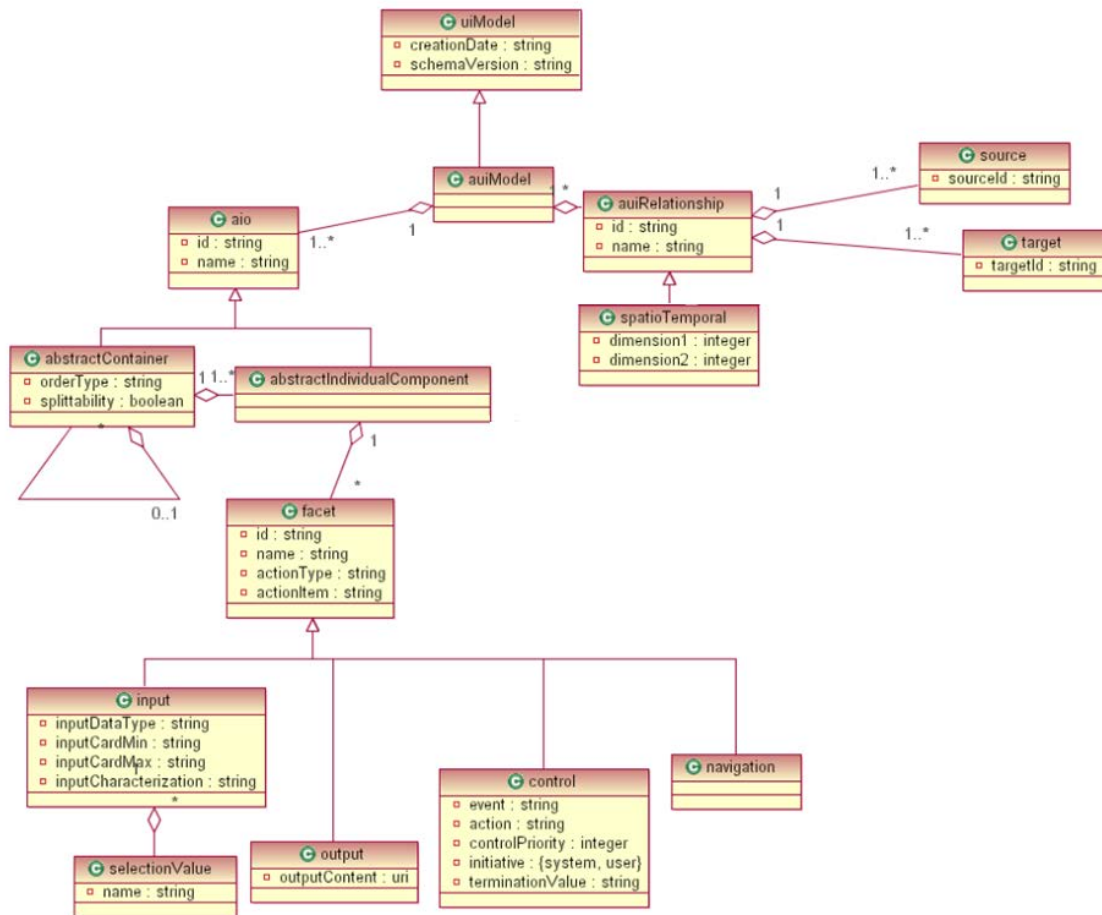 uiModel
creationDate : string
schemaVersion : string
auiModel
1
1..*
1 *
aio
id : string
name : string
auiRelationship
id : string
name : string
1
1..*
source
sourceId : string
1
1..*
target
targetId : string
spatioTemporal
dimension1 : integer
dimension2 : integer
abstractContainer
orderType : string
splittability : boolean
1
1..*
abstractIndividualComponent
*
0..1
1
*
facet
id : string
name : string
actionType : string
actionItem : string
input
inputDataType : string
inputCardMin : string
inputCardMax : string
inputCharacterization : string
1
*
selectionValue
name : string
output
outputContent : uri
control
event : string
action : string
controlPriority : integer
initiative : {system, user}
terminationValue : string
navigation